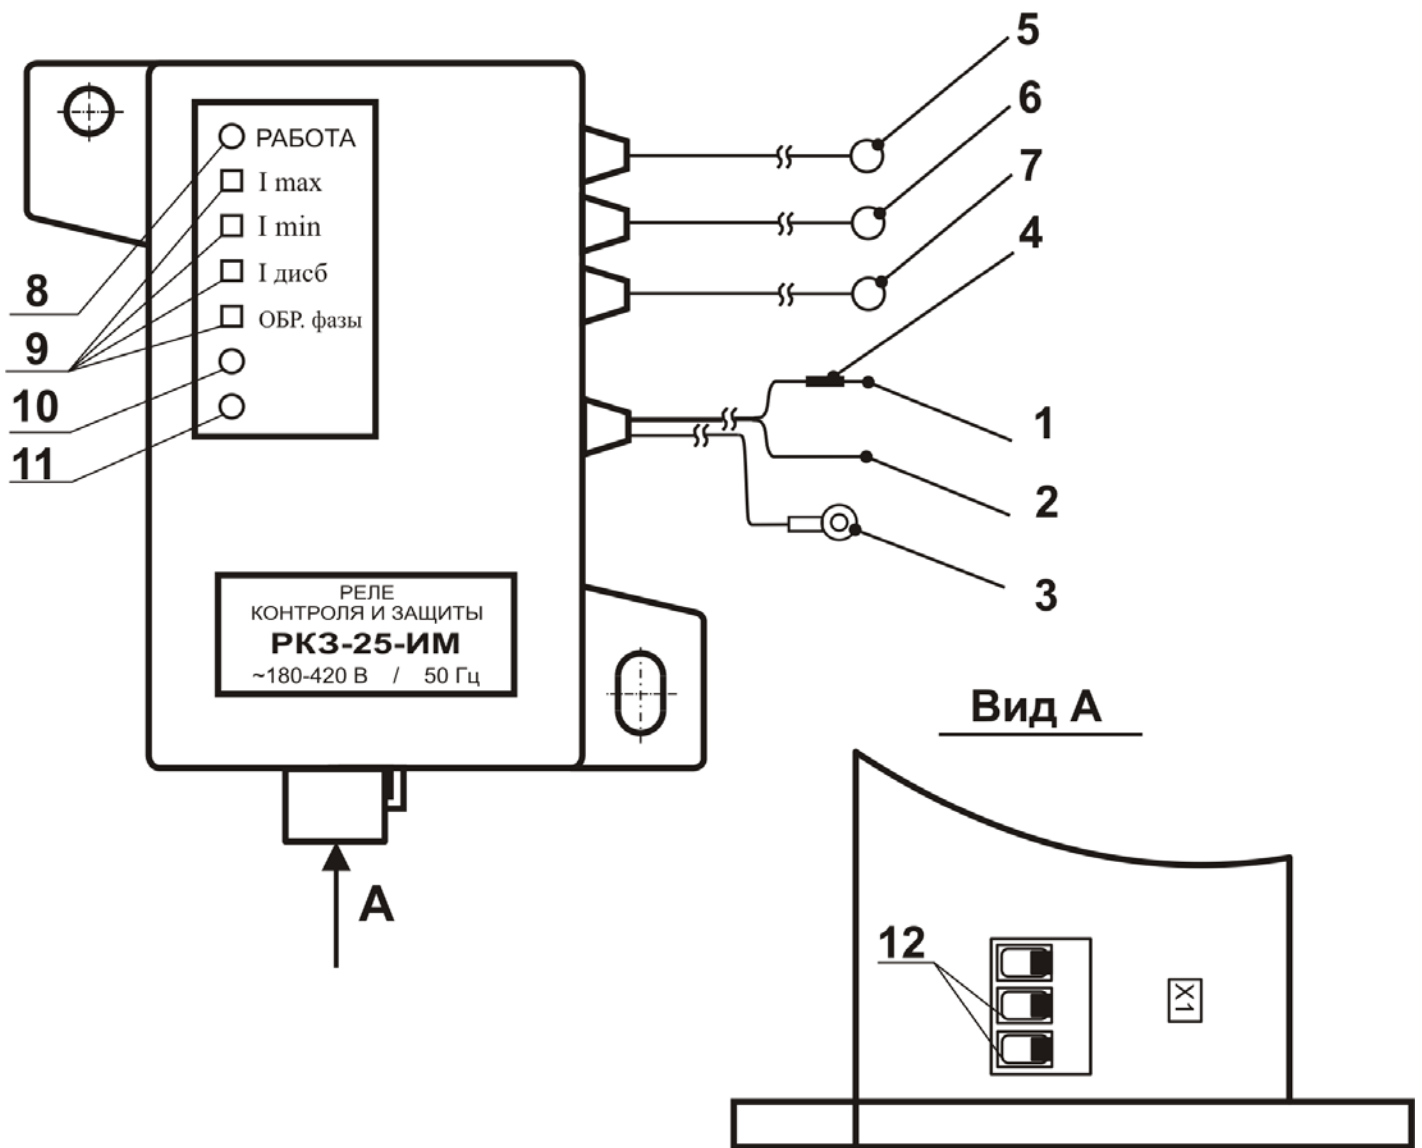 5
6
7
4
РАБОТА
I max
I min
I дисб
ОБР. фазы
8
9
10
11
1
2
3
РЕЛЕ
КОНТРОЛЯ И ЗАЩИТЫ
РКЗ-25-ИМ
~180-420 В / 50 Гц
А
Вид А
12
X1